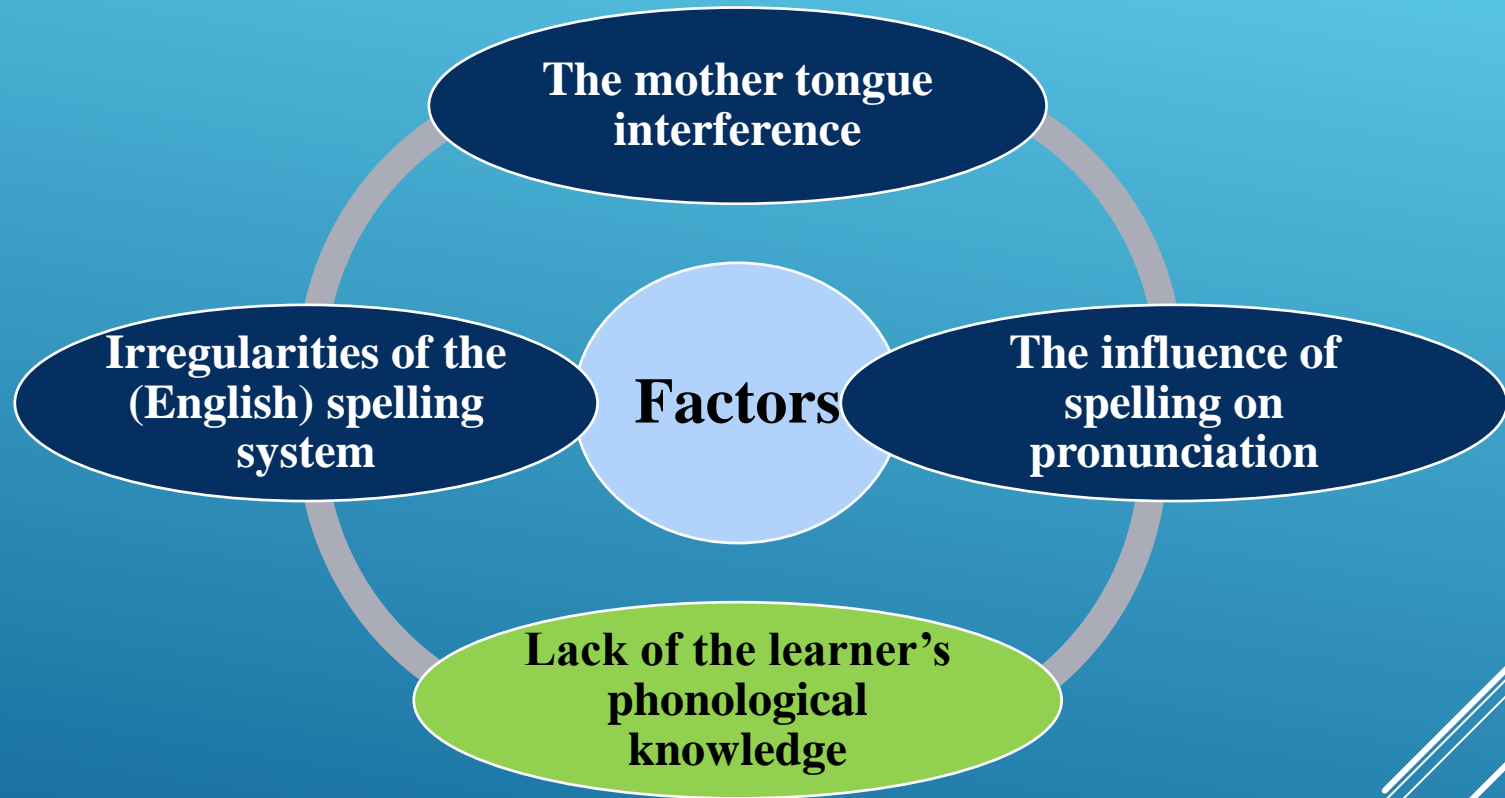 The mother tongue
interference
Irregularities of the
(English) spelling
system
Factors
The influence of
spelling on
pronunciation
Lack of the learner’s
phonological
knowledge